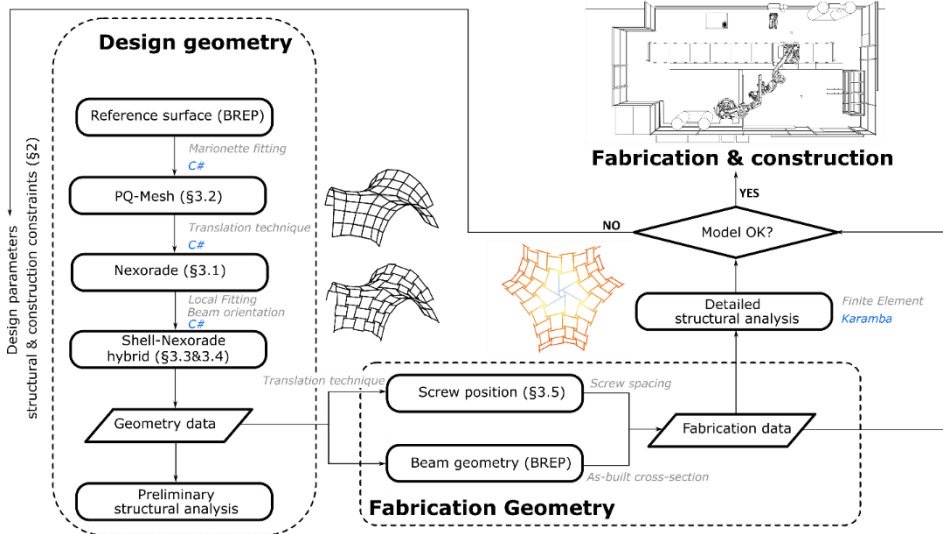 Design geometry
Reference surface (BREP)
Marionette fitting
C#
PQ-Mesh (§3.2)
Translation technique
C#
Nexorade (§3.1)
Local Fitting
Beam orientation
C#
Shell-Nexorade
hybrid (§3.3&3.4)
Geometry data
Preliminary
structural analysis
Design parameters
structural & construction constraints (§2)
Fabrication & construction
YES
NO
Model OK?
Detailed
structural analysis
Finite Element
Karamba
Translation technique
Screw position (§3.5)
Screw spacing
Fabrication data
Beam geometry (BREP)
As-built cross-section
Fabrication Geometry